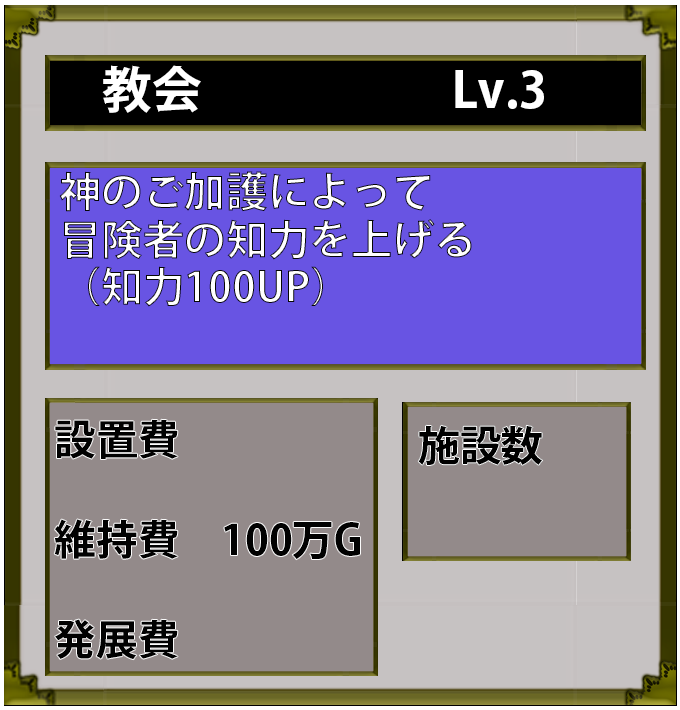 教会 Lv.3
神のご加護によって
冒険者の知力を上げる
（知力100UP）
設置費
維持費 100万G
発展費
施設数